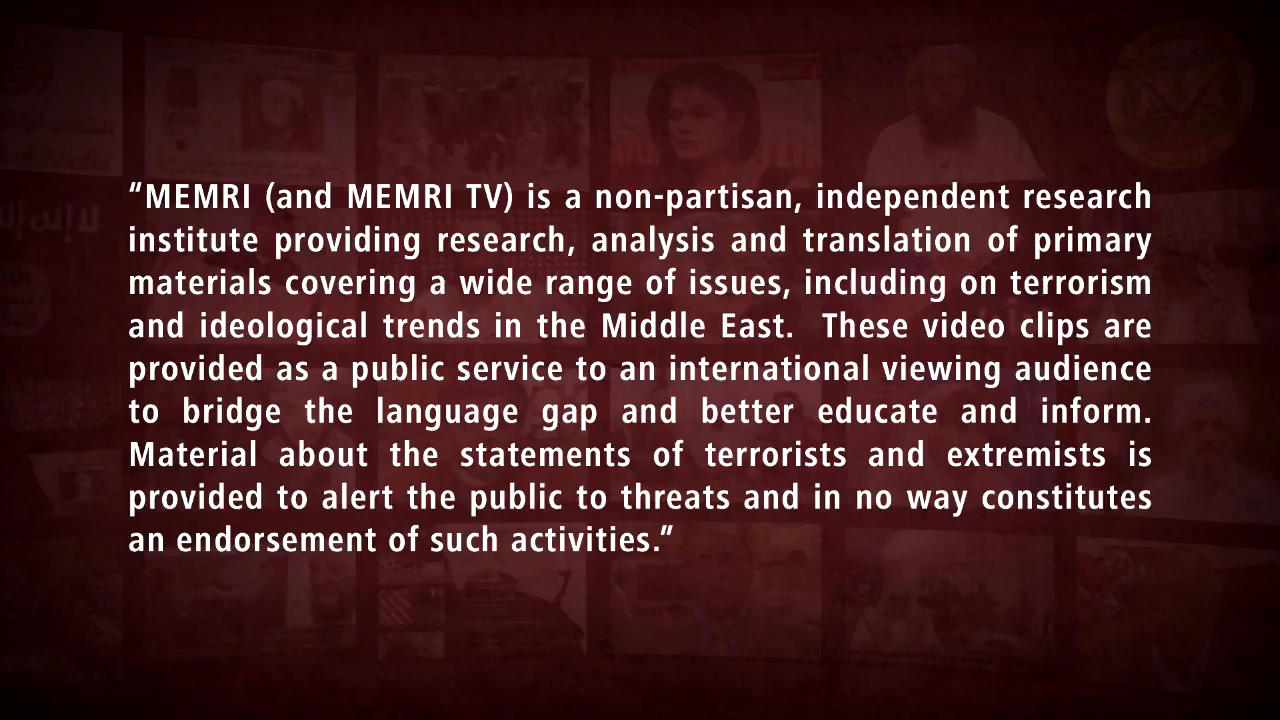 “MEMRI (and MEMRI TV) is a non-partisan, independent research
institute providing research, analysis and translation of primary
materials covering a wide range of issues, including on terrorism
and ideological trends in the Middle East.  These video clips are
provided as a public service to an international viewing audience
to bridge the language gap and better educate and inform.
Material about the statements of terrorists and extremists is
provided to alert the public to threats and in no way constitutes
an endorsement of such activities.”